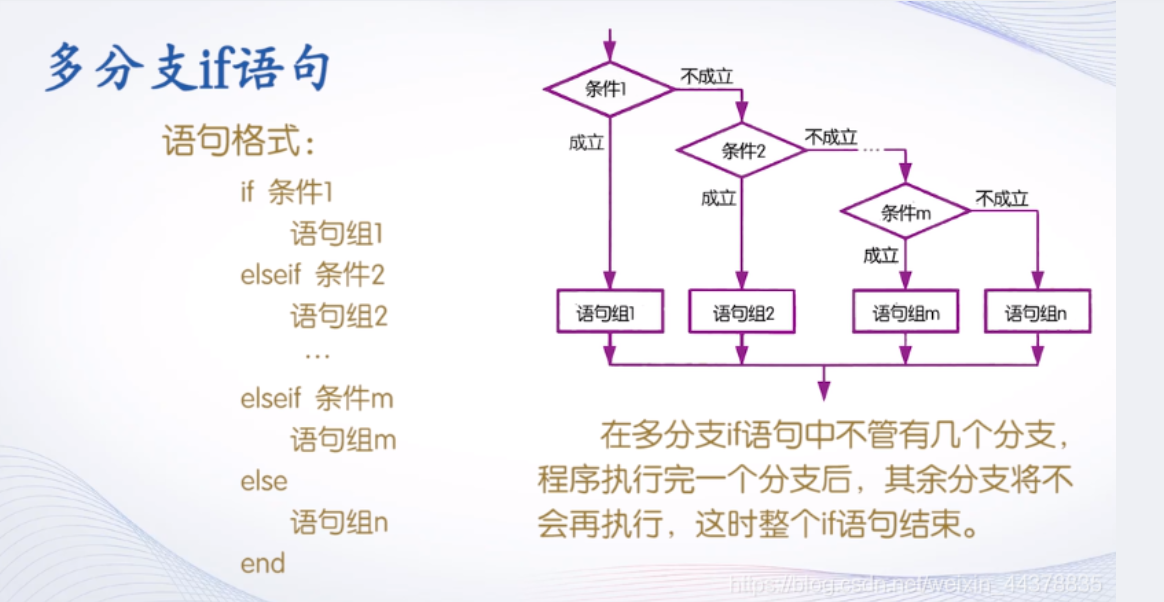 多分支if语句
语句格式：
if 条件1
语句组1
elseif 条件2
语句组2
…
elseif 条件m
语句组m
else
语句组n
end
条件1
不成立
成立
条件2
不成立
…
成立
条件m
不成立
成立
语句组1
语句组2
语句组m
语句组n
在多分支if语句中不管有几个分支，
程序执行完一个分支后，其余分支将不
会再执行，这时整个if语句结束。
https://blog.csdn.net/weixin_44378835